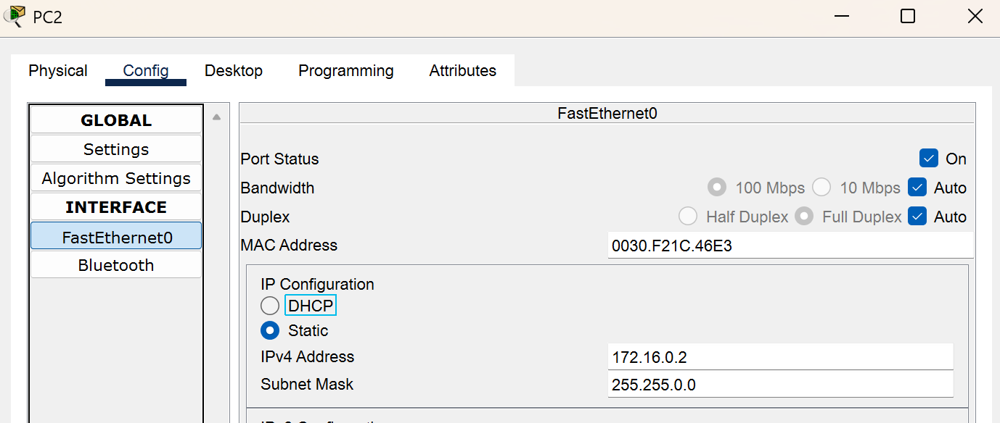 PC2
Physical Config Desktop Programming Attributes
GLOBAL
Settings
Algorithm Settings
INTERFACE
FastEthernet0
Bluetooth
FastEthernet0
Port Status On
Bandwidth 100 Mbps 10 Mbps Auto
Duplex Half Duplex Full Duplex Auto
MAC Address 0030.F21C.46E3
IP Configuration
DHCP
Static
IPv4 Address 172.16.0.2
Subnet Mask 255.255.0.0